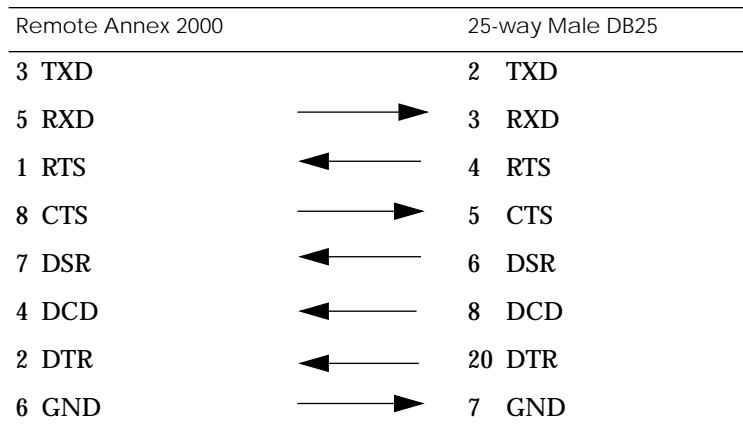 Remote Annex 2000 25-way Male DB25
3 TXD 2 TXD
5 RXD 3 RXD
1 RTS 4 RTS
8 CTS 5 CTS
7 DSR 6 DSR
4 DCD 8 DCD
2 DTR 20 DTR
6 GND 7 GND